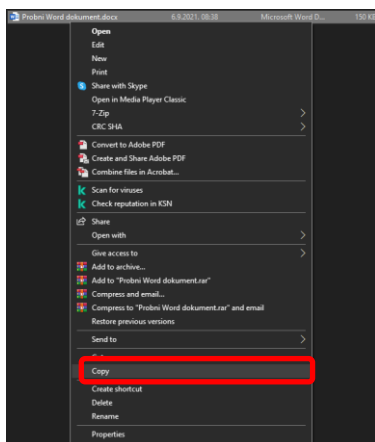 Probni Word dokument.docx 6.9.2021. 08:38 Microsoft Word D... 150 KB
Open
Edit
New
Print
Share with Skype
Open in Media Player Classic
7-Zip
CRC SHA
Convert to Adobe PDF
Create and Share Adobe PDF
Combine files in Acrobat...
Scan for viruses
Check reputation in KSN
Share
Open with
Give access to
Add to archive...
Add to "Probni Word dokument.rar"
Compress and email...
Compress to "Probni Word dokument.rar" and email
Restore previous versions
Send to
Copy
Create shortcut
Delete
Rename
Properties